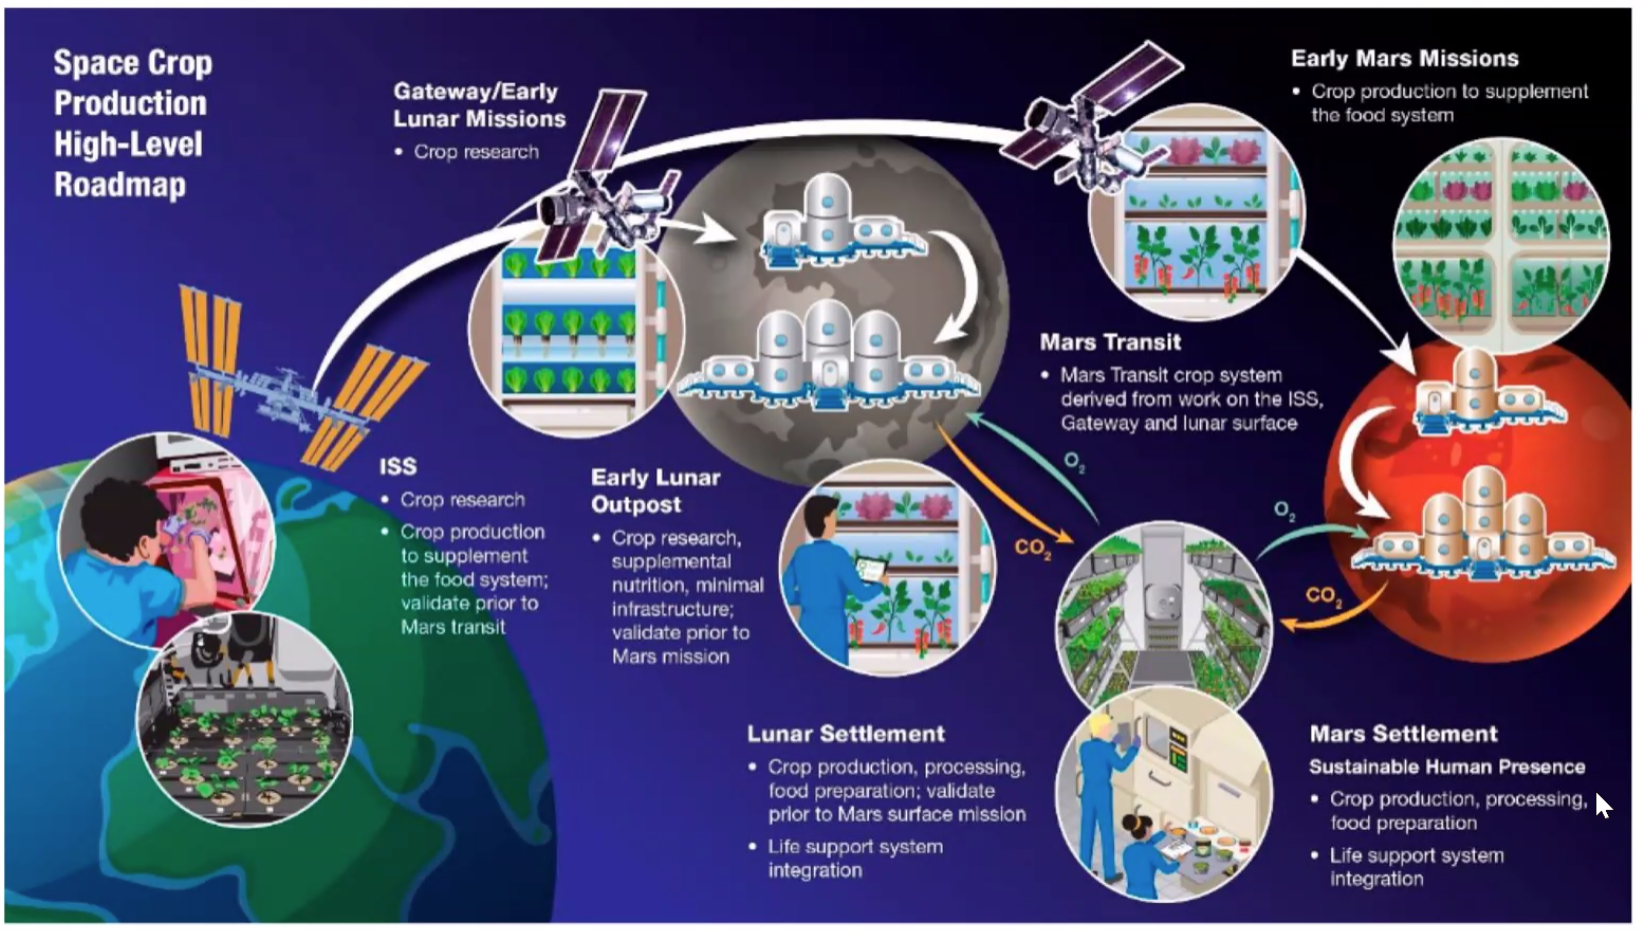 Space Crop
Production
High-Level
Roadmap
Gateway/Early
Lunar Missions
• Crop research
Early Mars Missions
• Crop production to supplement
the food system
Mars Transit
• Mars Transit crop system
derived from work on the ISS,
Gateway and lunar surface
ISS
• Crop research
• Crop production
to supplement
the food system;
validate prior to
Mars transit
Early Lunar
Outpost
• Crop research,
supplemental
nutrition, minimal
infrastructure;
validate prior to
Mars mission
O₂
CO₂
O₂
CO₂
Lunar Settlement
• Crop production, processing,
food preparation; validate
prior to Mars surface mission
• Life support system
integration
Mars Settlement
Sustainable Human Presence
• Crop production, processing,
food preparation
• Life support system
integration